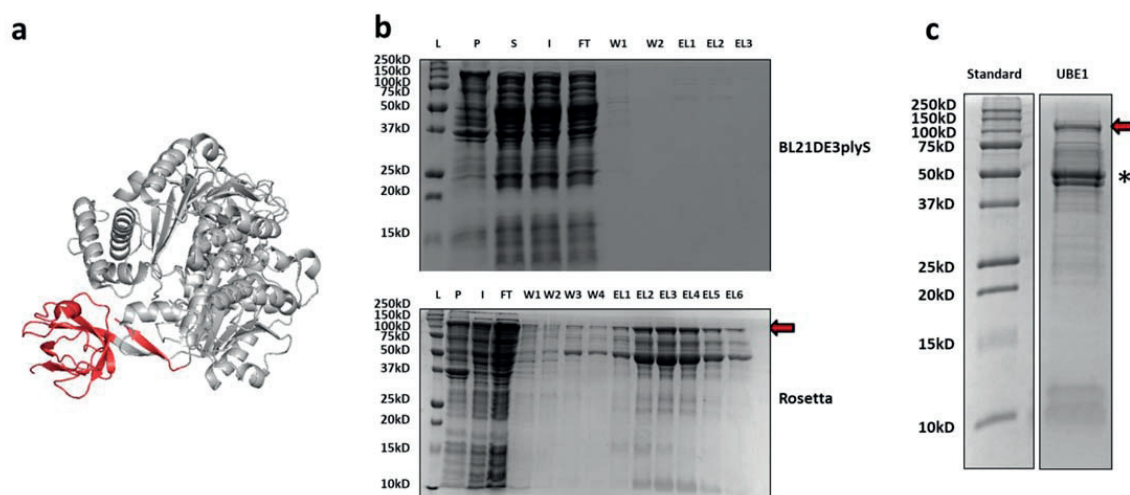 a
b
c
L P S I FT W1 W2 EL1 EL2 EL3
250kD
150kD
100kD
75kD
50kD
37kD
25kD
20kD
15kD
BL21DE3plyS
L P I FT W1 W2 W3 W4 EL1 EL2 EL3 EL4 EL5 EL6
250kD
150kD
100kD
75kD
50kD
37kD
25kD
20kD
15kD
10kD
Rosetta
Standard UBE1
250kD
150kD
100kD
75kD
50kD
*
37kD
25kD
20kD
15kD
10kD